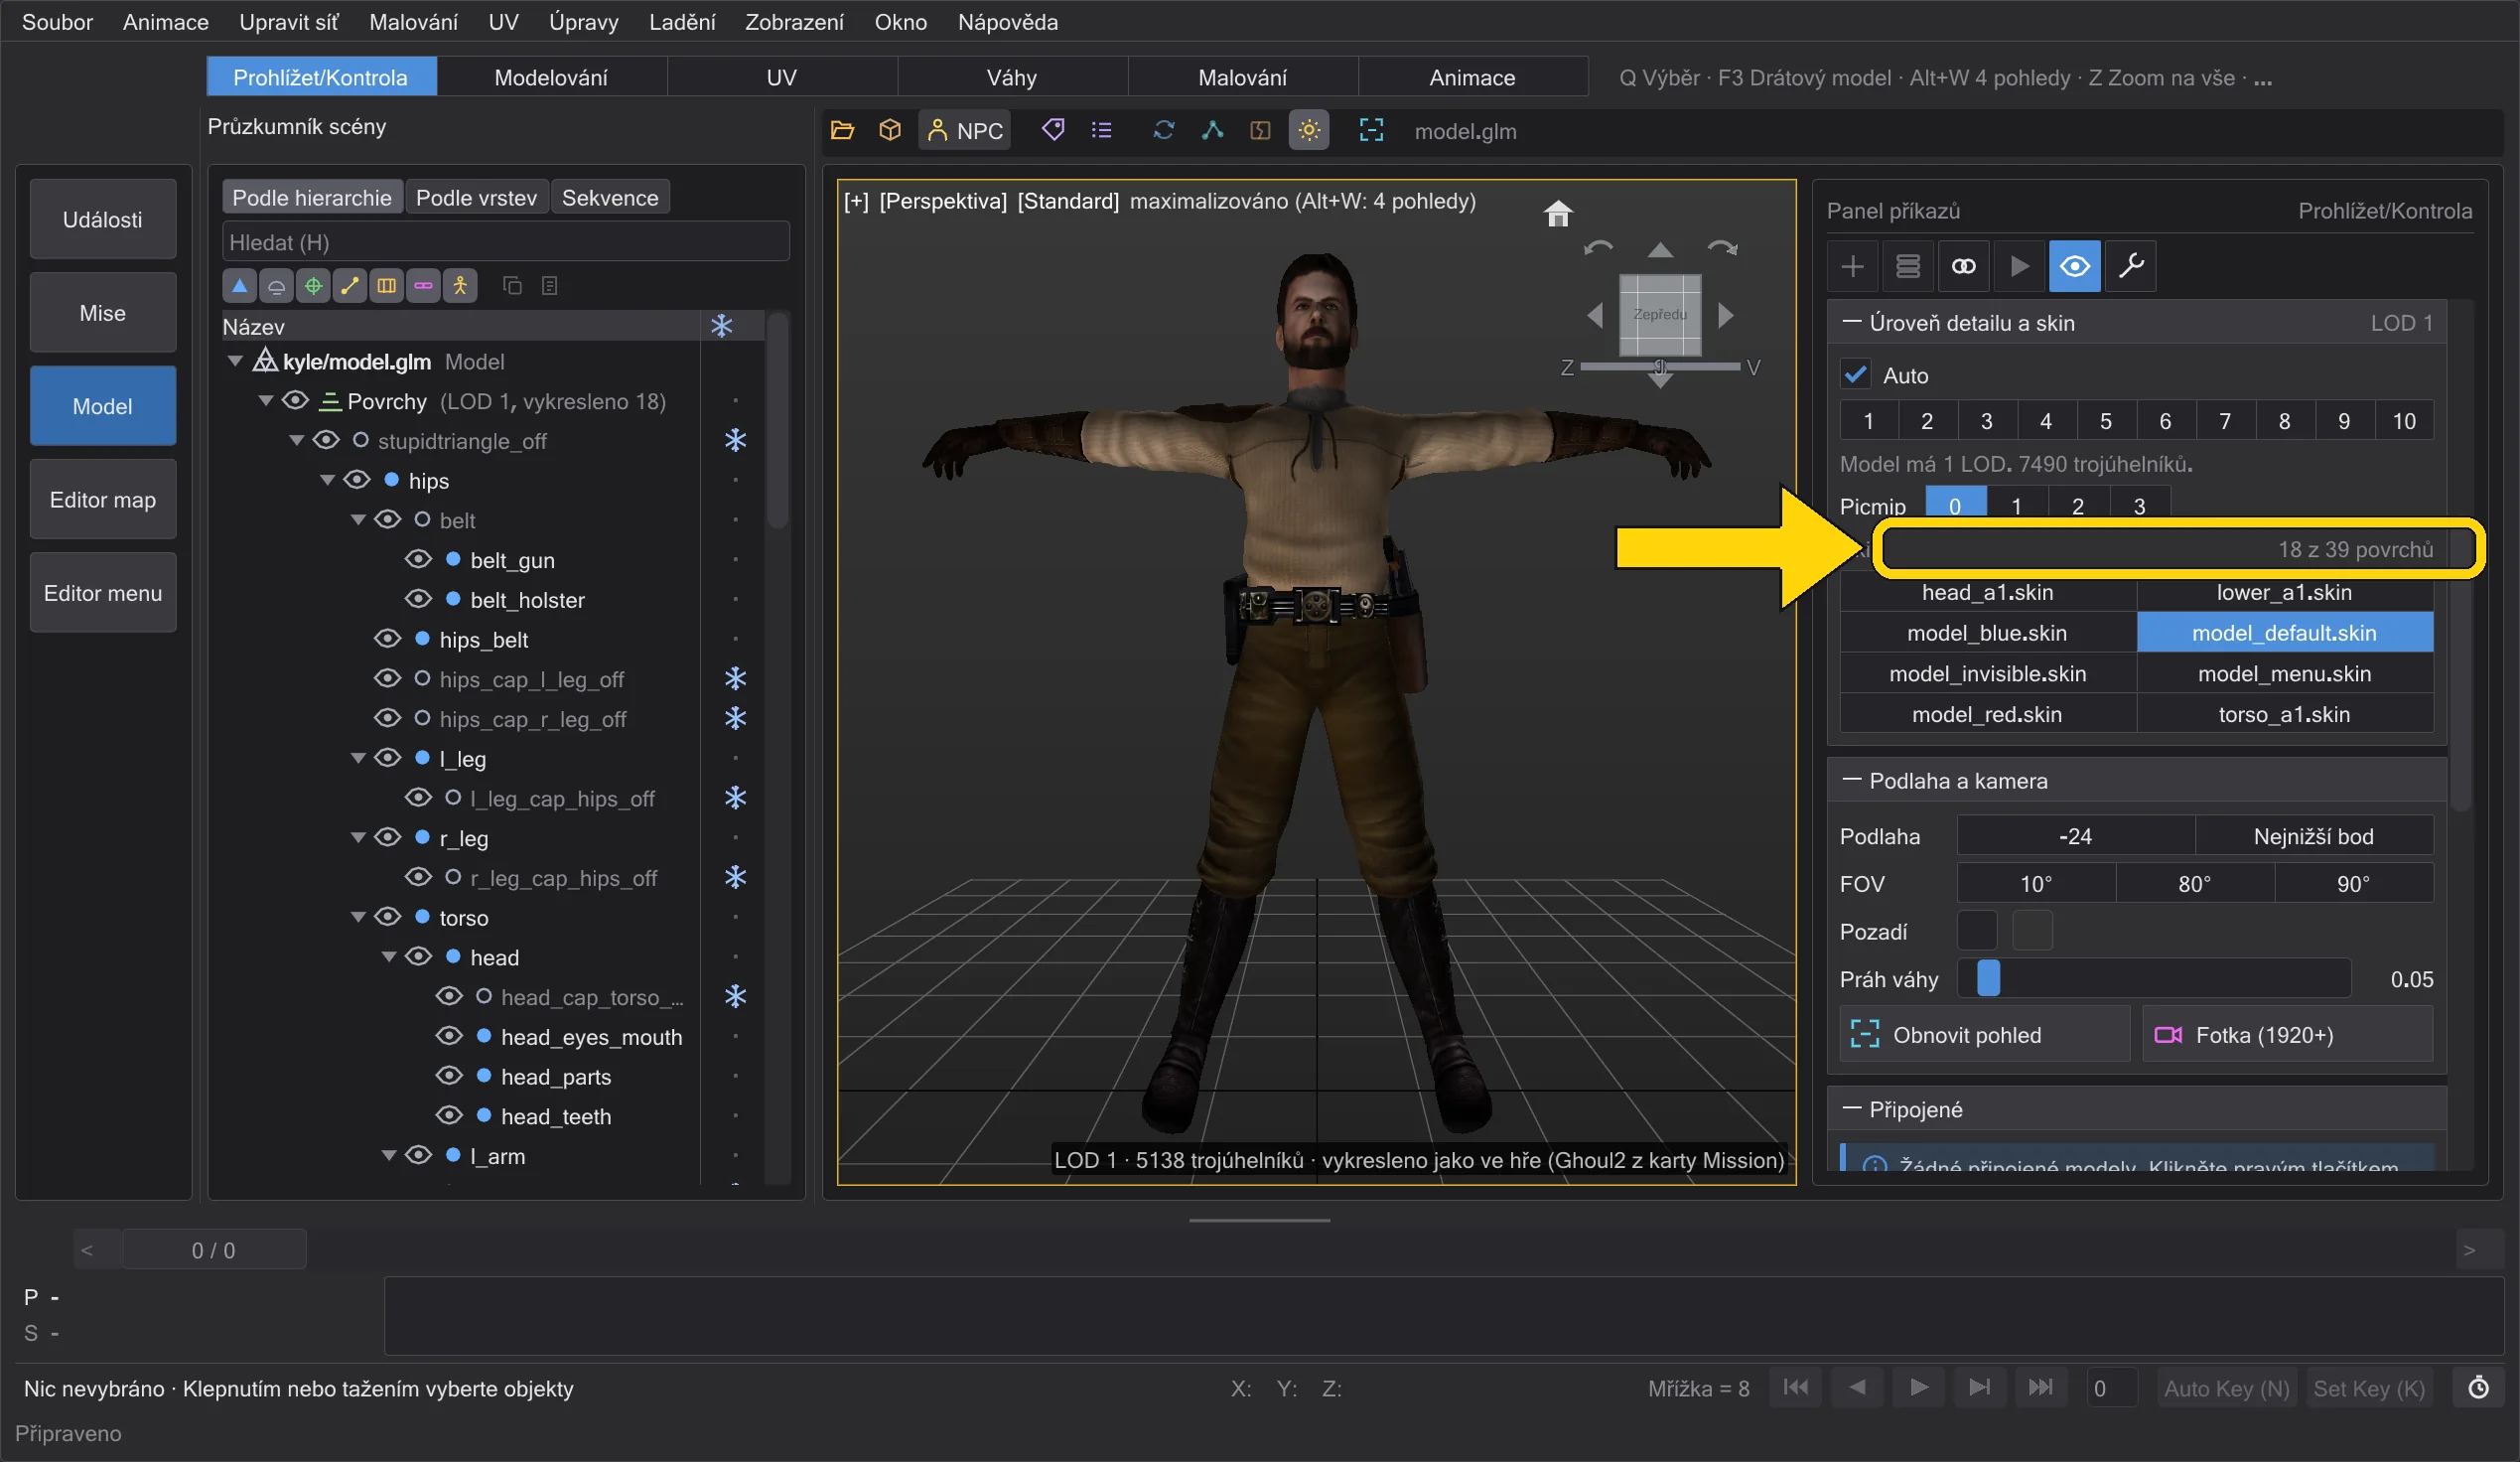 Soubor Animace Upravit síť Malování UV Úpravy Ladění Zobrazení Okno Nápověda
Prohlížet/Kontrola Modelování UV Váhy Malování Animace Q Výběr · F3 Drátový model · Alt+W 4 pohledy · Z Zoom na vše · ...
Průzkumník scény
NPC model.glm
Události
Mise
Model
Editor map
Editor menu
Podle hierarchie Podle vrstev Sekvence
Hledat (H)
Název
kyle/model.glm Model
Povrchy (LOD 1, vykresleno 18)
stupidtriangle_off
hips
belt
belt_gun
belt_holster
hips_belt
hips_cap_l_leg_off
hips_cap_r_leg_off
l_leg
l_leg_cap_hips_off
r_leg
r_leg_cap_hips_off
torso
head
head_cap_torso_...
head_eyes_mouth
head_parts
head_teeth
l_arm
[+] [Perspektiva] [Standard] maximalizováno (Alt+W: 4 pohledy)
Zepředu
Z V
LOD 1 · 5138 trojúhelníků · vykresleno jako ve hře (Ghoul2 z karty Mission)
Panel příkazů Prohlížet/Kontrola
Úroveň detailu a skin LOD 1
Auto
1 2 3 4 5 6 7 8 9 10
Model má 1 LOD. 7490 trojúhelníků.
Picmip 0 1 2 3
18 z 39 povrchů
head_a1.skin lower_a1.skin
model_blue.skin model_default.skin
model_invisible.skin model_menu.skin
model_red.skin torso_a1.skin
Podlaha a kamera
Podlaha -24 Nejnižší bod
FOV 10° 80° 90°
Pozadí
Práh váhy 0.05
Obnovit pohled Fotka (1920+)
Připojené
Žádné připojené modely. Klikněte pravým tlačítkem
< 0 / 0 >
P -
S -
Nic nevybráno · Klepnutím nebo tažením vyberte objekty X: Y: Z: Mřížka = 8 0 Auto Key (N) Set Key (K)
Připraveno